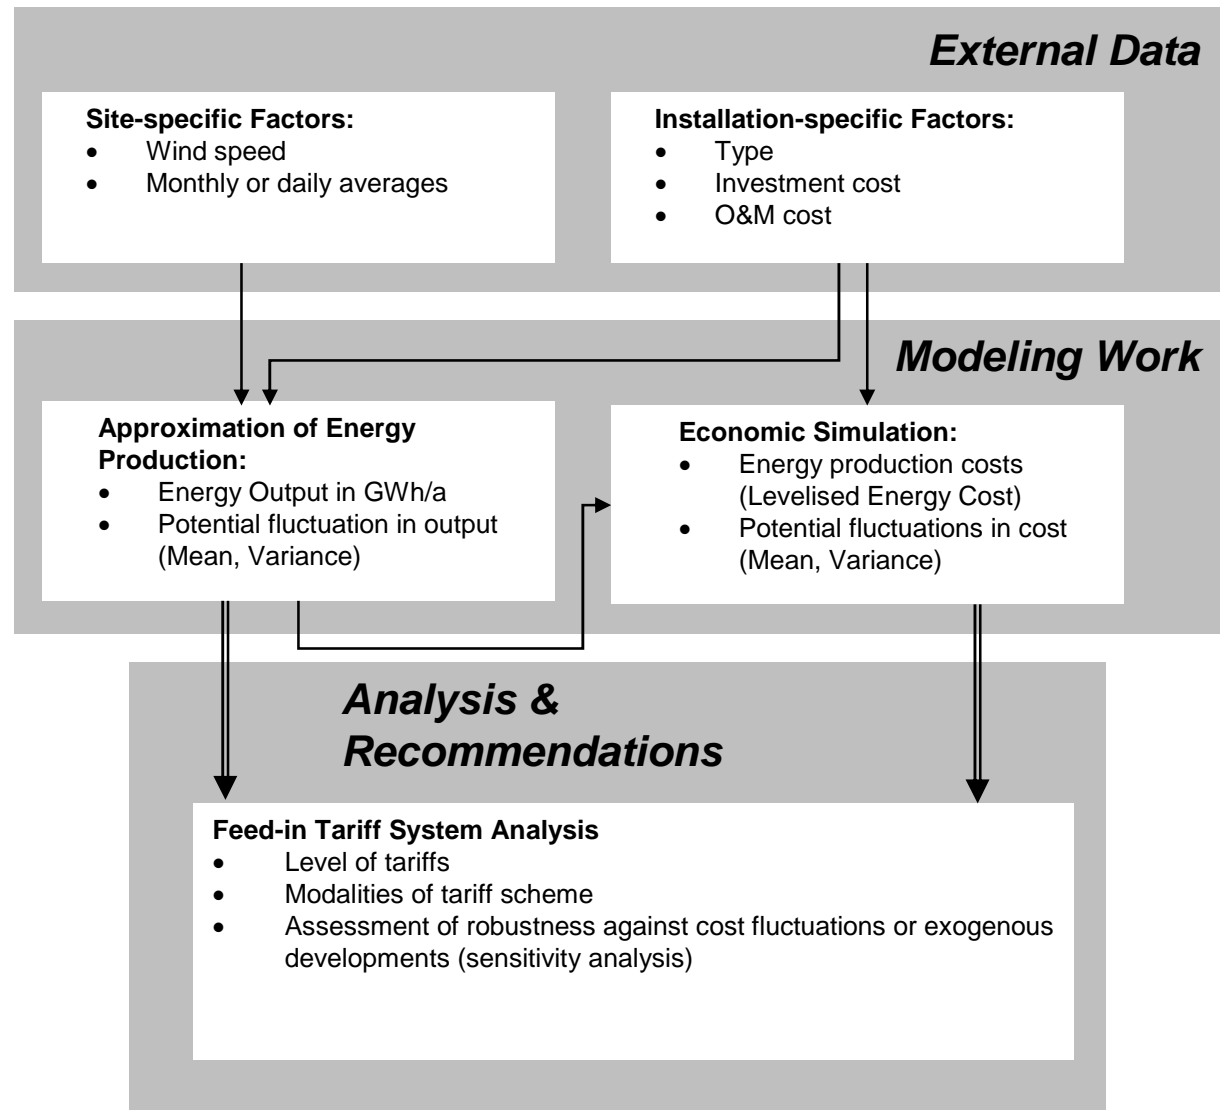 External Data
Site-specific Factors:
• Wind speed
• Monthly or daily averages
Installation-specific Factors:
• Type
• Investment cost
• O&M cost
Modeling Work
Approximation of Energy
Production:
• Energy Output in GWh/a
• Potential fluctuation in output
(Mean, Variance)
Economic Simulation:
• Energy production costs
(Levelised Energy Cost)
• Potential fluctuations in cost
(Mean, Variance)
Analysis &
Recommendations
Feed-in Tariff System Analysis
• Level of tariffs
• Modalities of tariff scheme
• Assessment of robustness against cost fluctuations or exogenous
developments (sensitivity analysis)